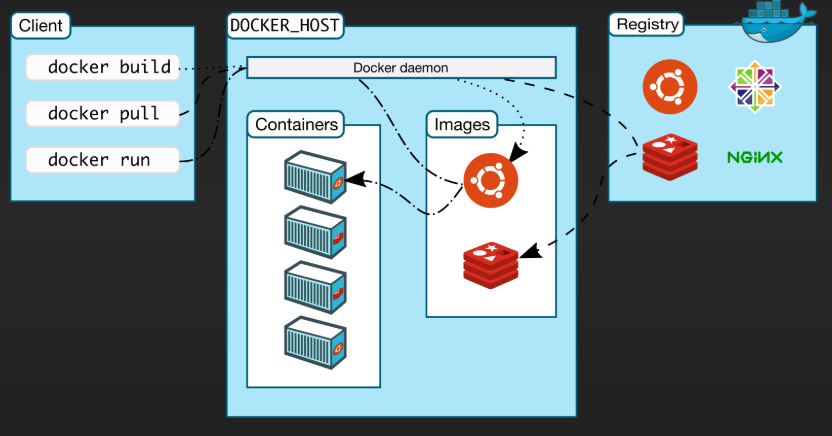 Client
docker build
docker pull
docker run
DOCKER_HOST
Docker daemon
Containers
Images
Registry
NGiNX